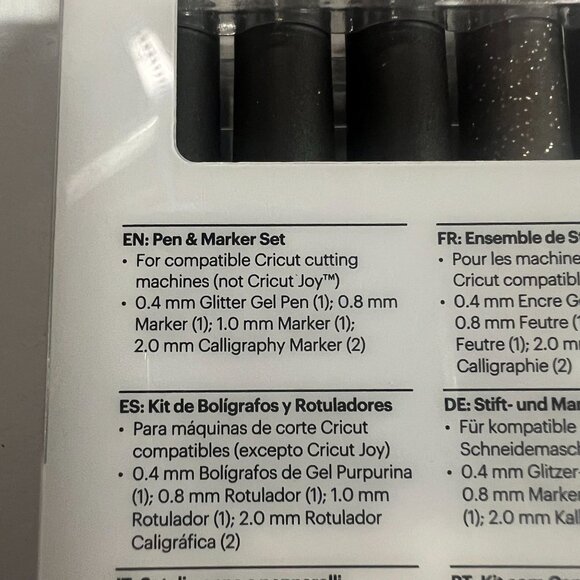 EN: Pen & Marker Set
• For compatible Cricut cutting
machines (not Cricut Joy™)
• 0.4 mm Glitter Gel Pen (1); 0.8 mm
Marker (1); 1.0 mm Marker (1);
2.0 mm Calligraphy Marker (2)
FR: Ensemble de
• Pour les machine
Cricut compatibl
• 0.4 mm Encre
0.8 mm Feutre
Feutre (1); 2.0
Calligraphie (2)
ES: Kit de Bolígrafos y Rotuladores
• Para máquinas de corte Cricut
compatibles (excepto Cricut Joy)
• 0.4 mm Bolígrafos de Gel Purpurina
(1); 0.8 mm Rotulador (1); 1.0 mm
Rotulador (1); 2.0 mm Rotulador
Caligráfica (2)
DE: Stift- und Mar
• Für kompatible
Schneidemasch
• 0.4 mm Glitzer-
0.8 mm Marker
(1); 2.0 mm Kal